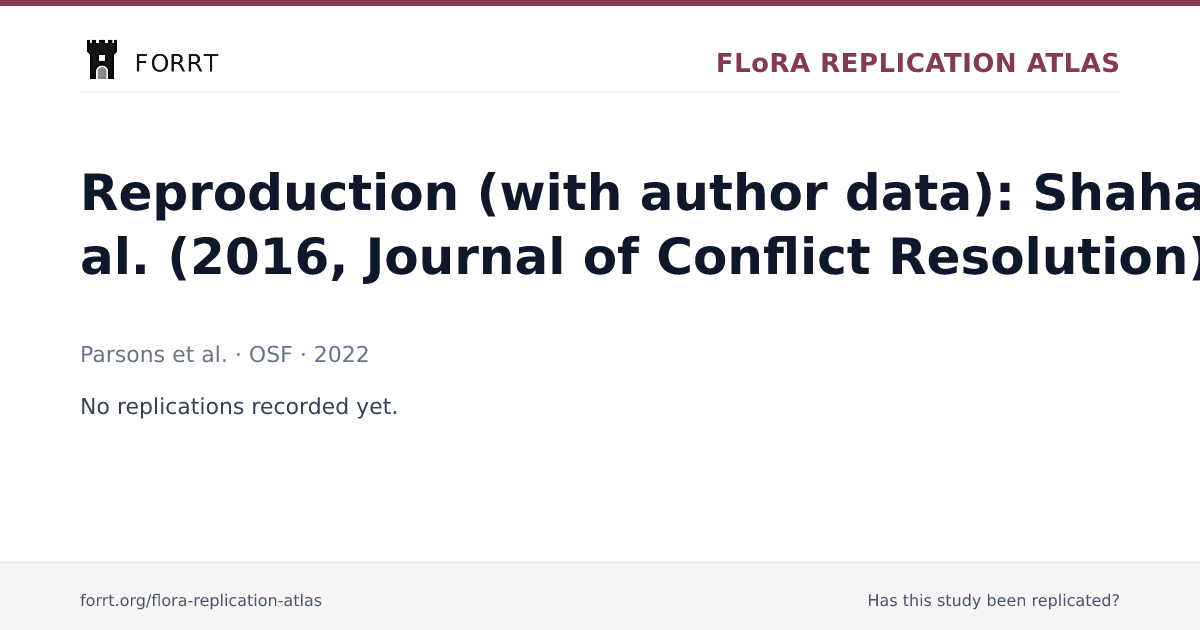 FORRT
FLoRA REPLICATION ATLAS
Reproduction (with author data): Shaha
al. (2016, Journal of Conflict Resolution)
Parsons et al. · OSF · 2022
No replications recorded yet.
forrt.org/flora-replication-atlas
Has this study been replicated?